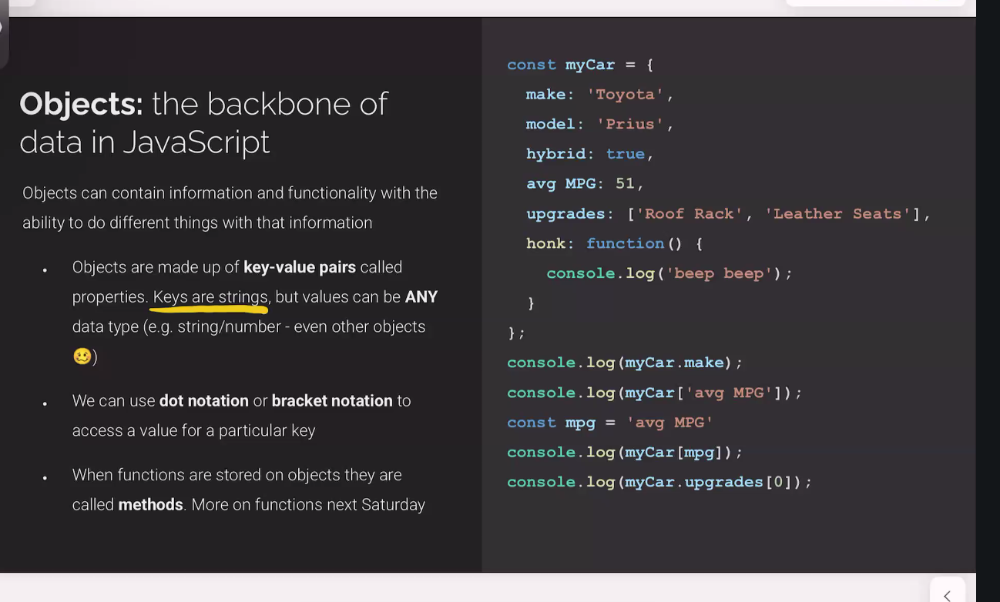 Objects: the backbone of
data in JavaScript
Objects can contain information and functionality with the
ability to do different things with that information
• Objects are made up of key-value pairs called
properties. Keys are strings, but values can be ANY
data type (e.g. string/number - even other objects
🥴)
• We can use dot notation or bracket notation to
access a value for a particular key
• When functions are stored on objects they are
called methods. More on functions next Saturday
const myCar = {
  make: 'Toyota',
  model: 'Prius',
  hybrid: true,
  avg MPG: 51,
  upgrades: ['Roof Rack', 'Leather Seats'],
  honk: function() {
    console.log('beep beep');
  }
};
console.log(myCar.make);
console.log(myCar['avg MPG']);
const mpg = 'avg MPG'
console.log(myCar[mpg]);
console.log(myCar.upgrades[0]);